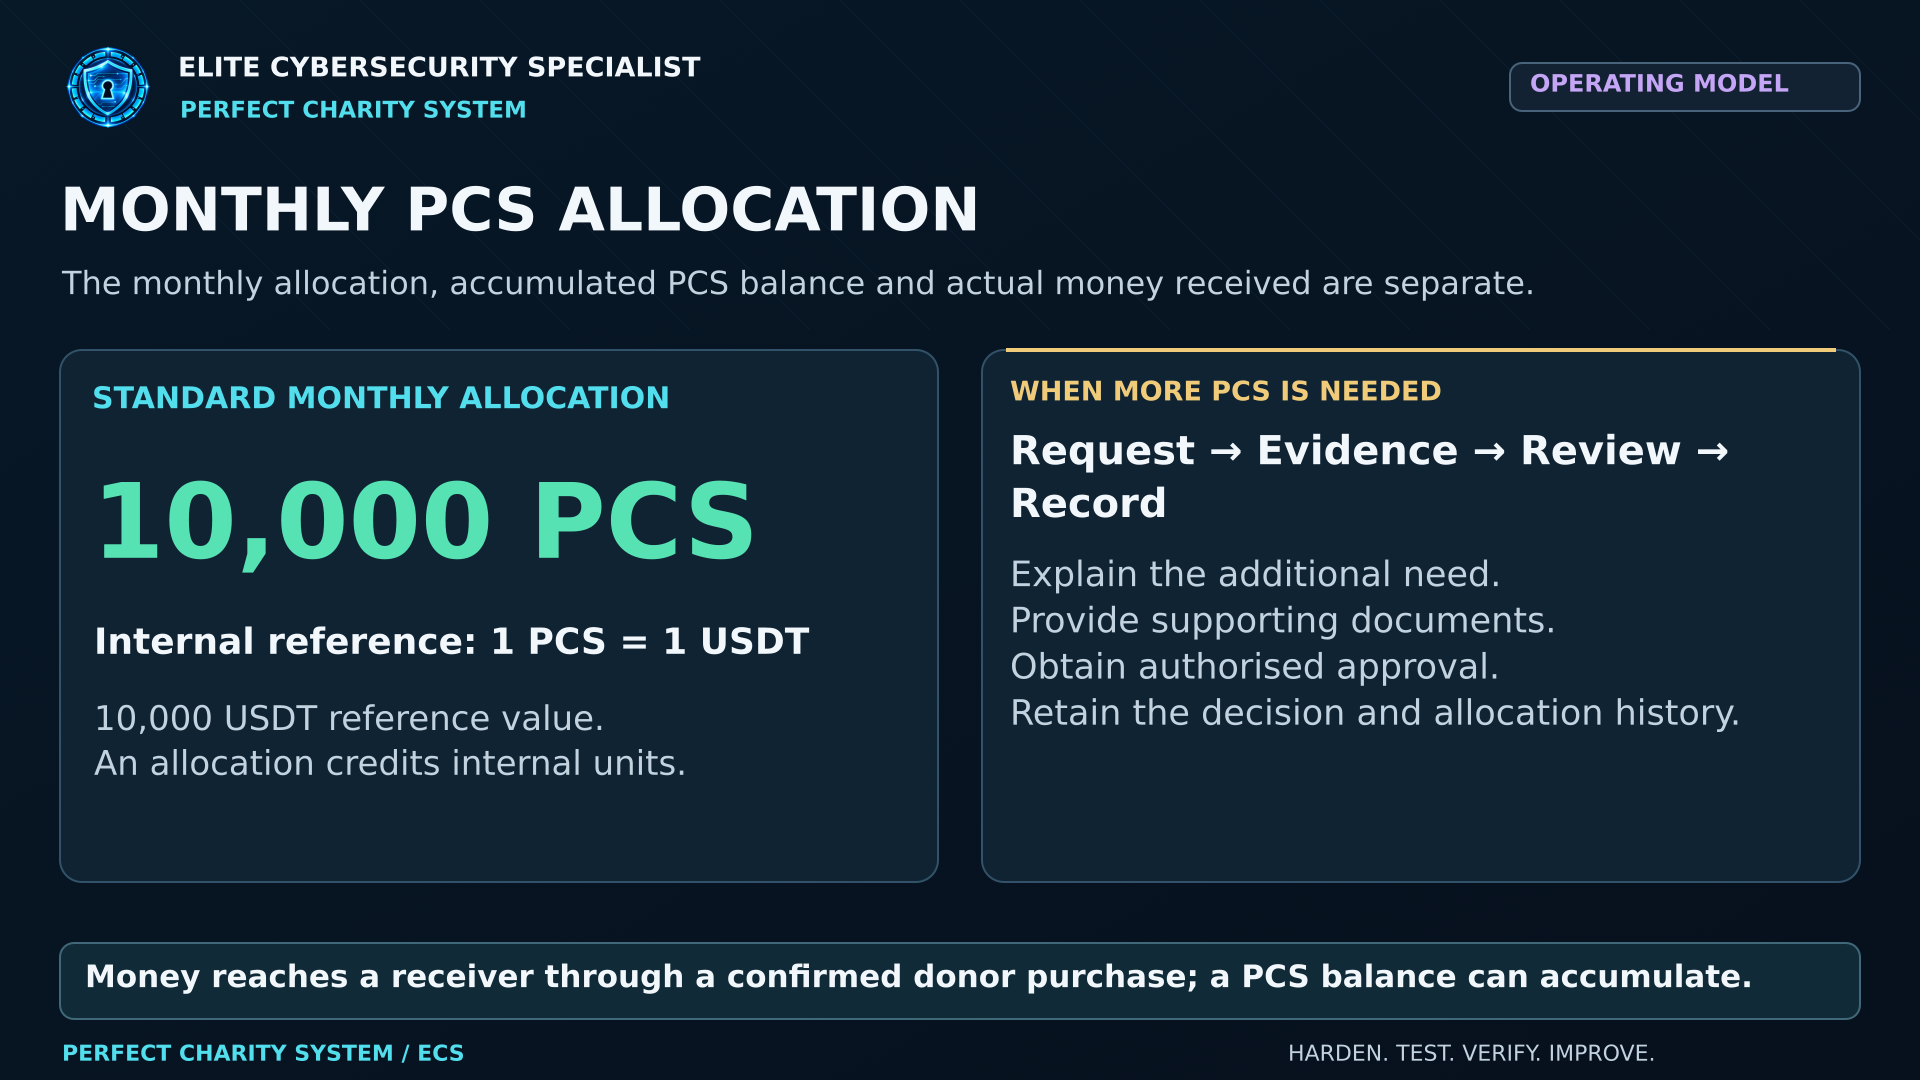 ELITE CYBERSECURITY SPECIALIST
PERFECT CHARITY SYSTEM
OPERATING MODEL
MONTHLY PCS ALLOCATION
The monthly allocation, accumulated PCS balance and actual money received are separate.
STANDARD MONTHLY ALLOCATION
10,000 PCS
Internal reference: 1 PCS = 1 USDT
10,000 USDT reference value.
An allocation credits internal units.
WHEN MORE PCS IS NEEDED
Request → Evidence → Review →
Record
Explain the additional need.
Provide supporting documents.
Obtain authorised approval.
Retain the decision and allocation history.
Money reaches a receiver through a confirmed donor purchase; a PCS balance can accumulate.
PERFECT CHARITY SYSTEM / ECS
HARDEN. TEST. VERIFY. IMPROVE.